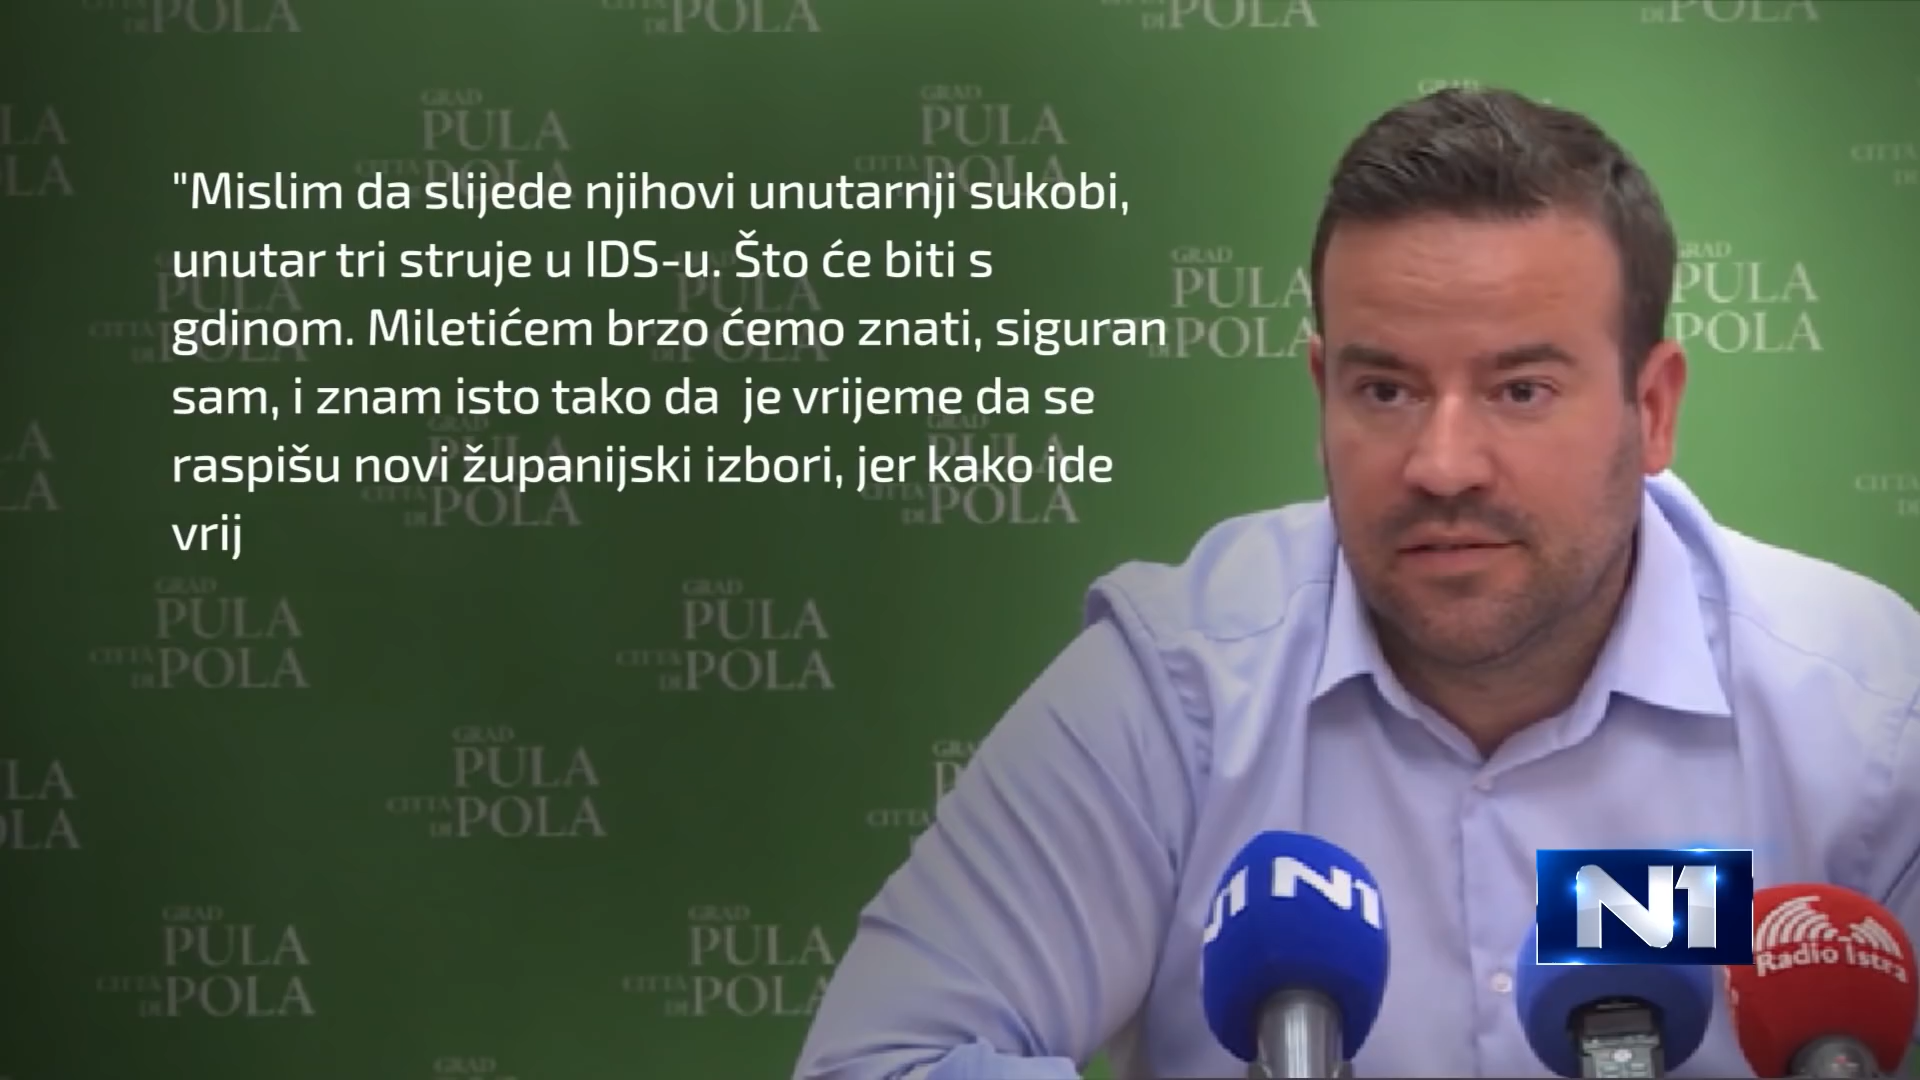 "Mislim da slijede njihovi unutarnji sukobi,
unutar tri struje u IDS-u. Što će biti s
gdinom. Miletićem brzo ćemo znati, siguran
sam, i znam isto tako da  je vrijeme da se
raspišu novi županijski izbori, jer kako ide
vrij
GRAD
PULA
CITTÀ
DI POLA
N1
N1
Radio Istra